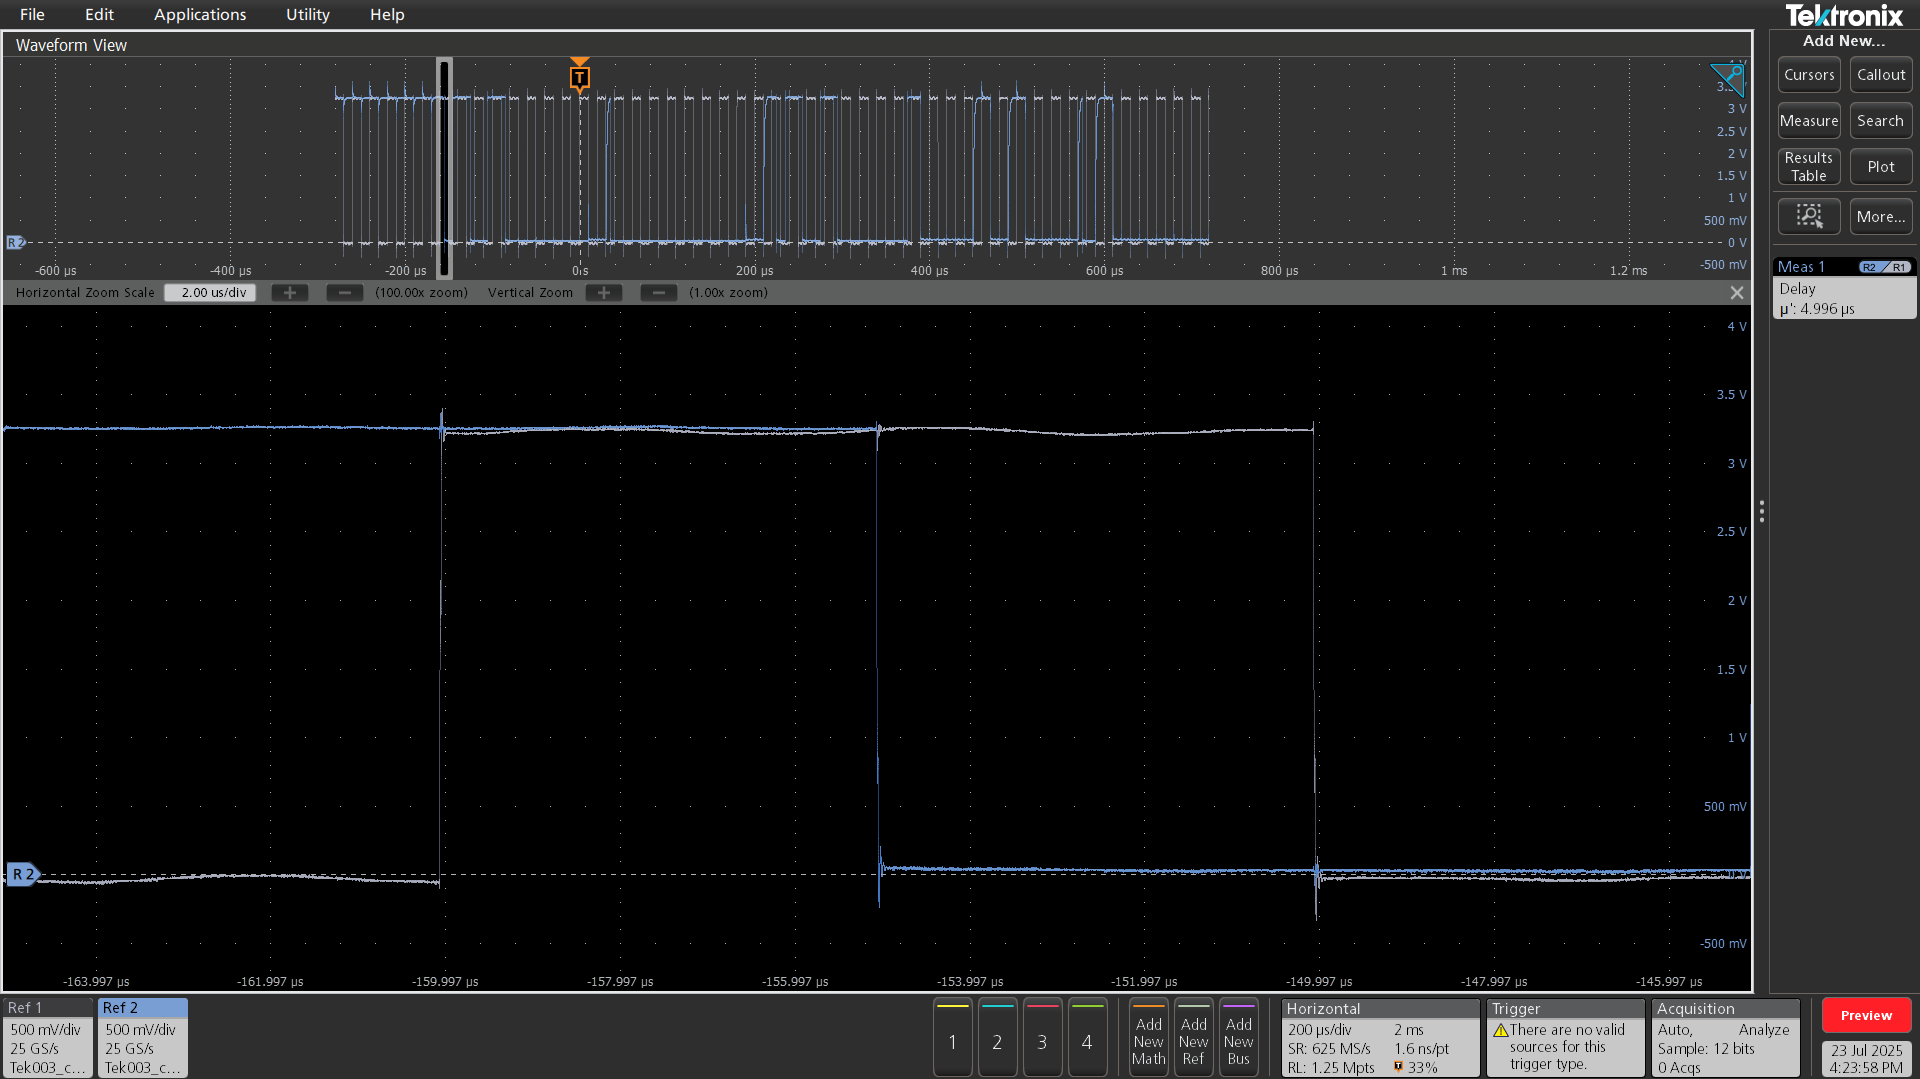 File Edit Applications Utility Help
Tektronix
Waveform View
Add New...
T
Cursors Callout
Measure Search
Results Table Plot
More...
3 V
2.5 V
2 V
1.5 V
1 V
500 mV
0 V
-500 mV
R 2
-600 µs -400 µs -200 µs 0 s 200 µs 400 µs 600 µs 800 µs 1 ms 1.2 ms
Horizontal Zoom Scale 2.00 us/div + − (100.00x zoom) Vertical Zoom + − (1.00x zoom)
Meas 1 R2 R1
Delay
µ': 4.996 µs
4 V
3.5 V
3 V
2.5 V
2 V
1.5 V
1 V
500 mV
R 2
-500 mV
-163.997 µs -161.997 µs -159.997 µs -157.997 µs -155.997 µs -153.997 µs -151.997 µs -149.997 µs -147.997 µs -145.997 µs
Ref 1
500 mV/div
25 GS/s
Tek003_c...
Ref 2
500 mV/div
25 GS/s
Tek003_c...
1 2 3 4
Add New Math
Add New Ref
Add New Bus
Horizontal
200 µs/div 2 ms
SR: 625 MS/s 1.6 ns/pt
RL: 1.25 Mpts T 33%
Trigger
There are no valid
sources for this
trigger type.
Acquisition
Auto, Analyze
Sample: 12 bits
0 Acqs
Preview
23 Jul 2025
4:23:58 PM